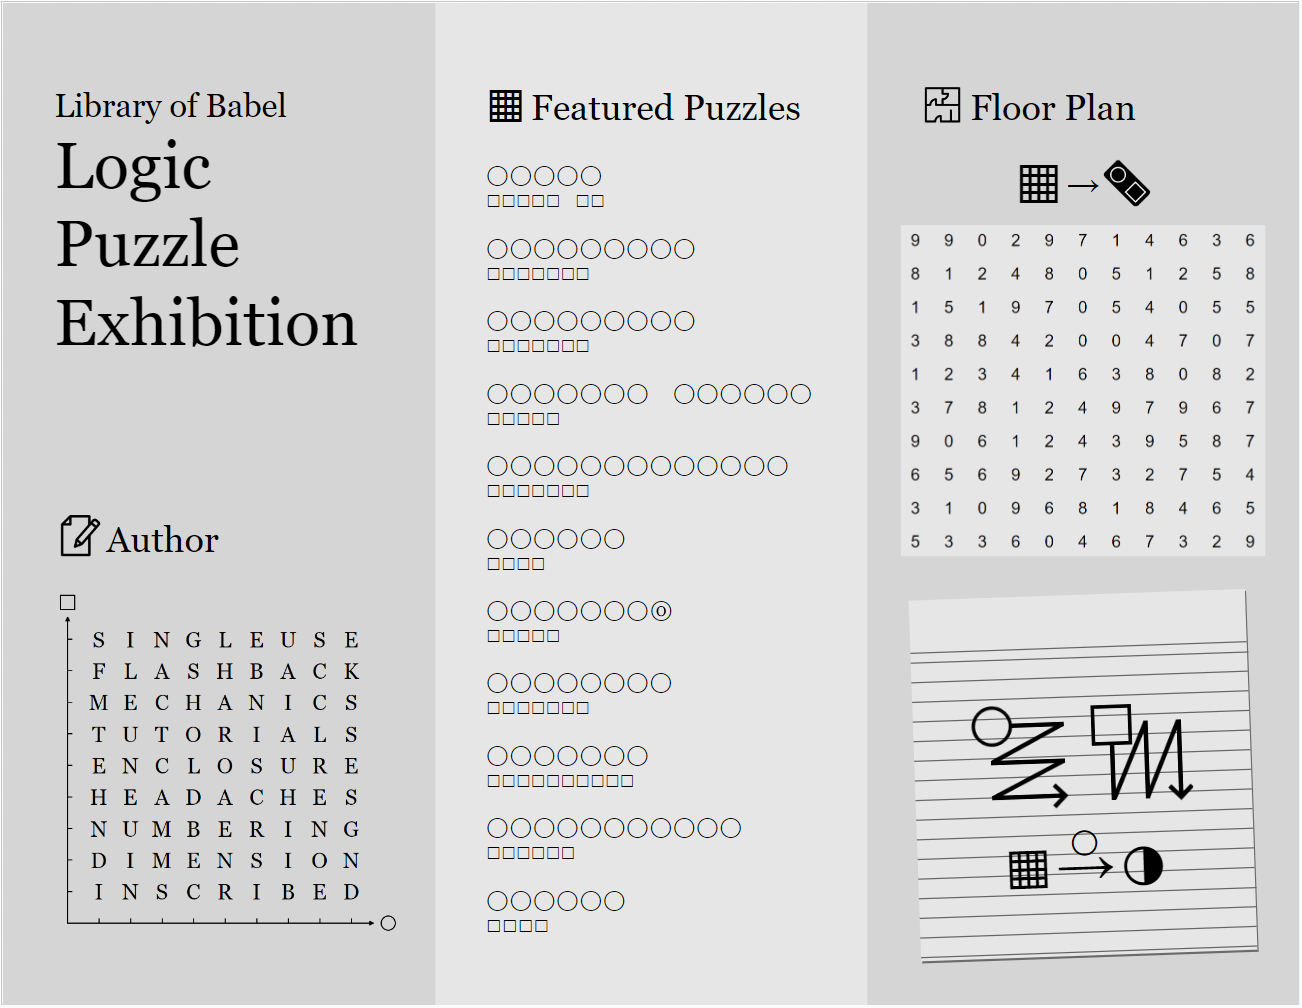 Library of Babel
Logic
Puzzle
Exhibition
Author
□
S I N G L E U S E
F L A S H B A C K
M E C H A N I C S
T U T O R I A L S
E N C L O S U R E
H E A D A C H E S
N U M B E R I N G
D I M E N S I O N
I N S C R I B E D
○
Featured Puzzles
○○○○○
□□□□□ □□
○○○○○○○○○
□□□□□□□
○○○○○○○○○
□□□□□□□
○○○○○○○ ○○○○○○
□□□□□
○○○○○○○○○○○○○
□□□□□□□
○○○○○○
□□□□
○○○○○○○ⓞ
□□□□□
○○○○○○○○
□□□□□□□
○○○○○○○
□□□□□□□□□□
○○○○○○○○○○○
□□□□□□
○○○○○○
□□□□
Floor Plan
→
9 9 0 2 9 7 1 4 6 3 6
8 1 2 4 8 0 5 1 2 5 8
1 5 1 9 7 0 5 4 0 5 5
3 8 8 4 2 0 0 4 7 0 7
1 2 3 4 1 6 3 8 0 8 2
3 7 8 1 2 4 9 7 9 6 7
9 0 6 1 2 4 3 9 5 8 7
6 5 6 9 2 7 3 2 7 5 4
3 1 0 9 6 8 1 8 4 6 5
5 3 3 6 0 4 6 7 3 2 9